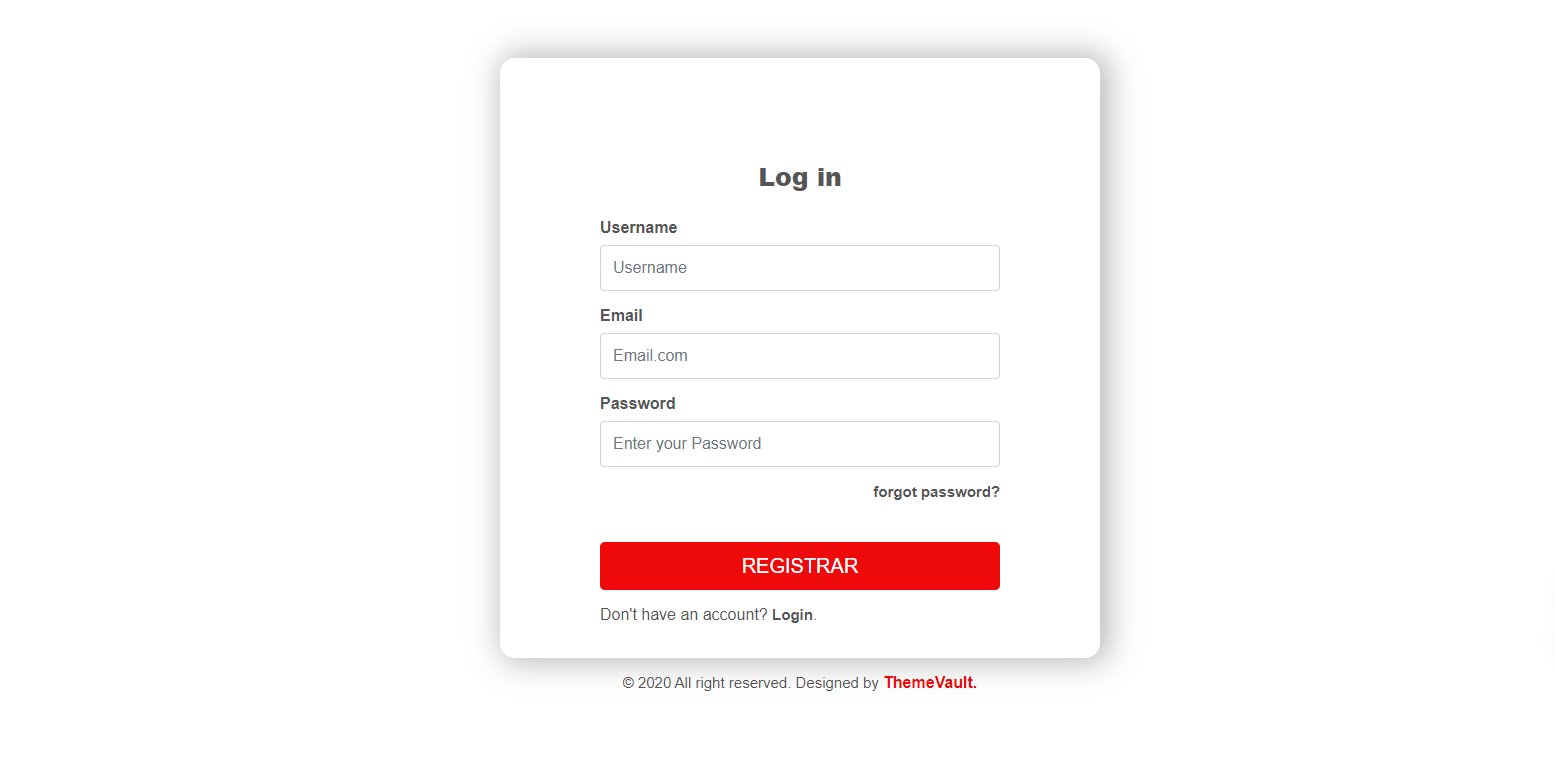 Log in
Username
Username
Email
Email.com
Password
Enter your Password
forgot password?
REGISTRAR
Don't have an account? Login.
© 2020 All right reserved. Designed by ThemeVault.